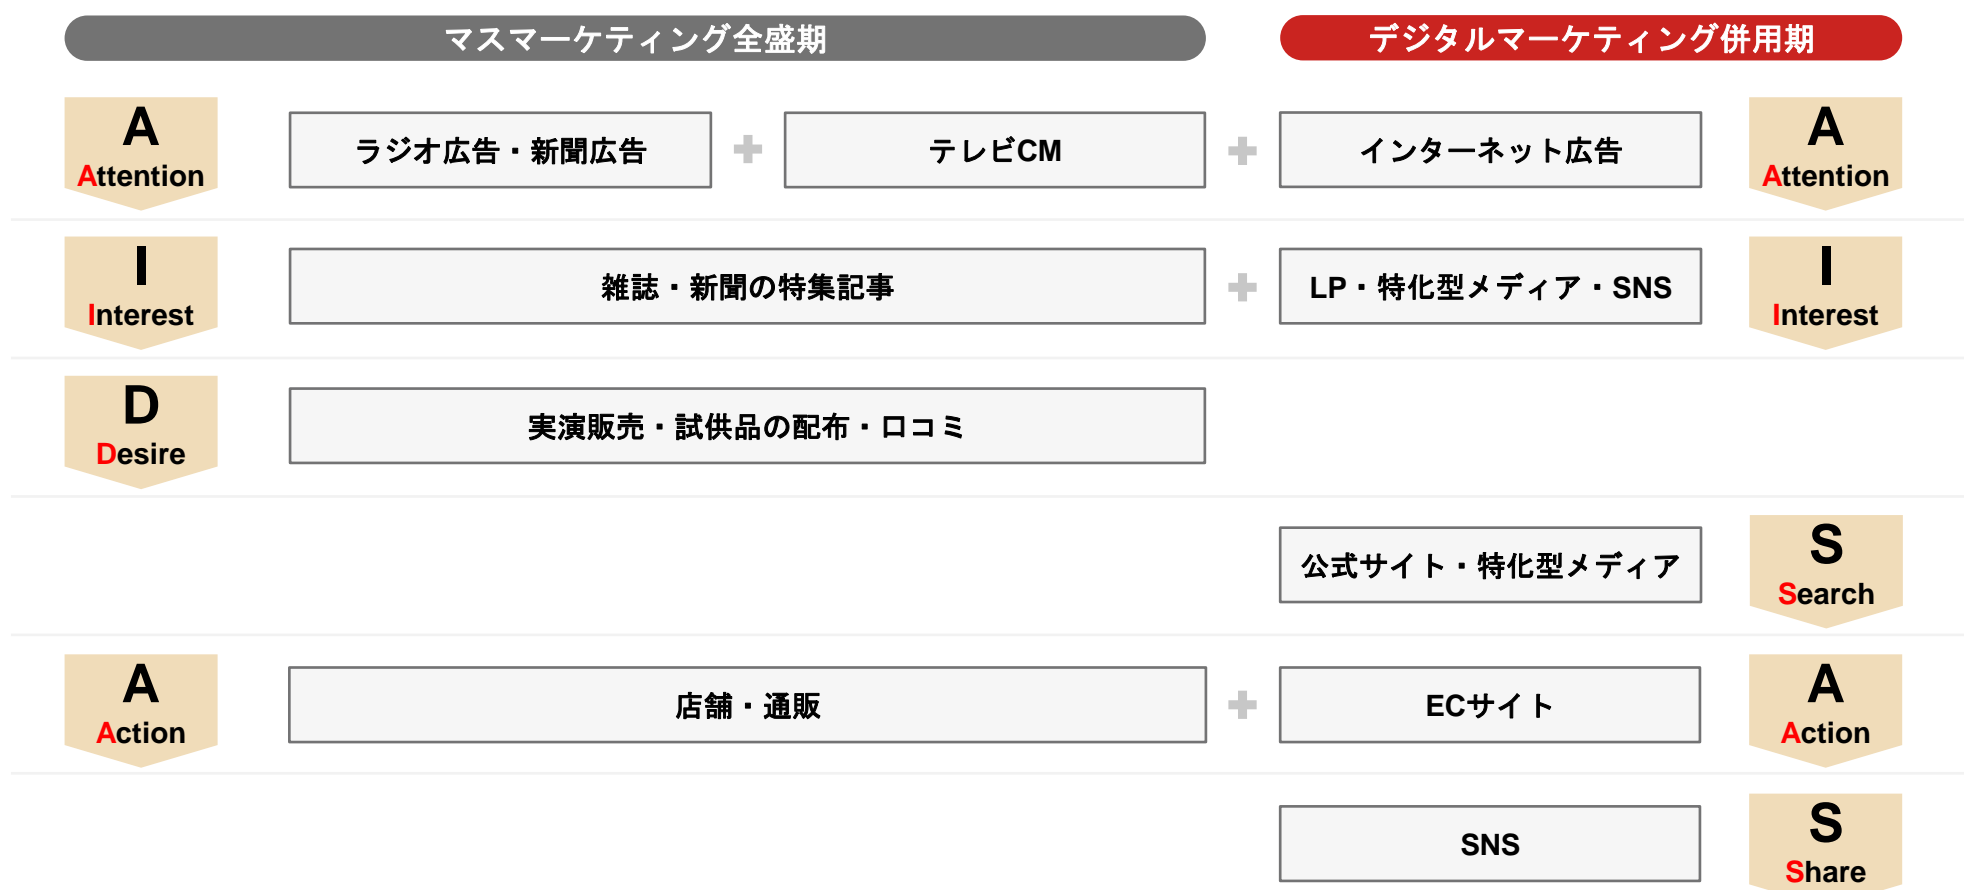 マスマーケティング全盛期
デジタルマーケティング併用期
A
Attention
ラジオ広告・新聞広告
テレビCM
インターネット広告
A
Attention
I
Interest
雑誌・新聞の特集記事
LP・特化型メディア・SNS
I
Interest
D
Desire
実演販売・試供品の配布・口コミ
公式サイト・特化型メディア
S
Search
A
Action
店舗・通販
ECサイト
A
Action
SNS
S
Share